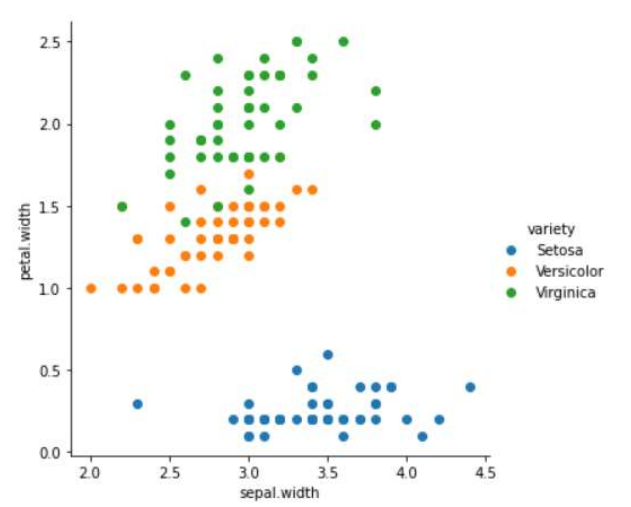 2.5
2.0
1.5
1.0
0.5
0.0
petal.width
2.0 2.5 3.0 3.5 4.0 4.5
sepal.width
variety
Setosa
Versicolor
Virginica